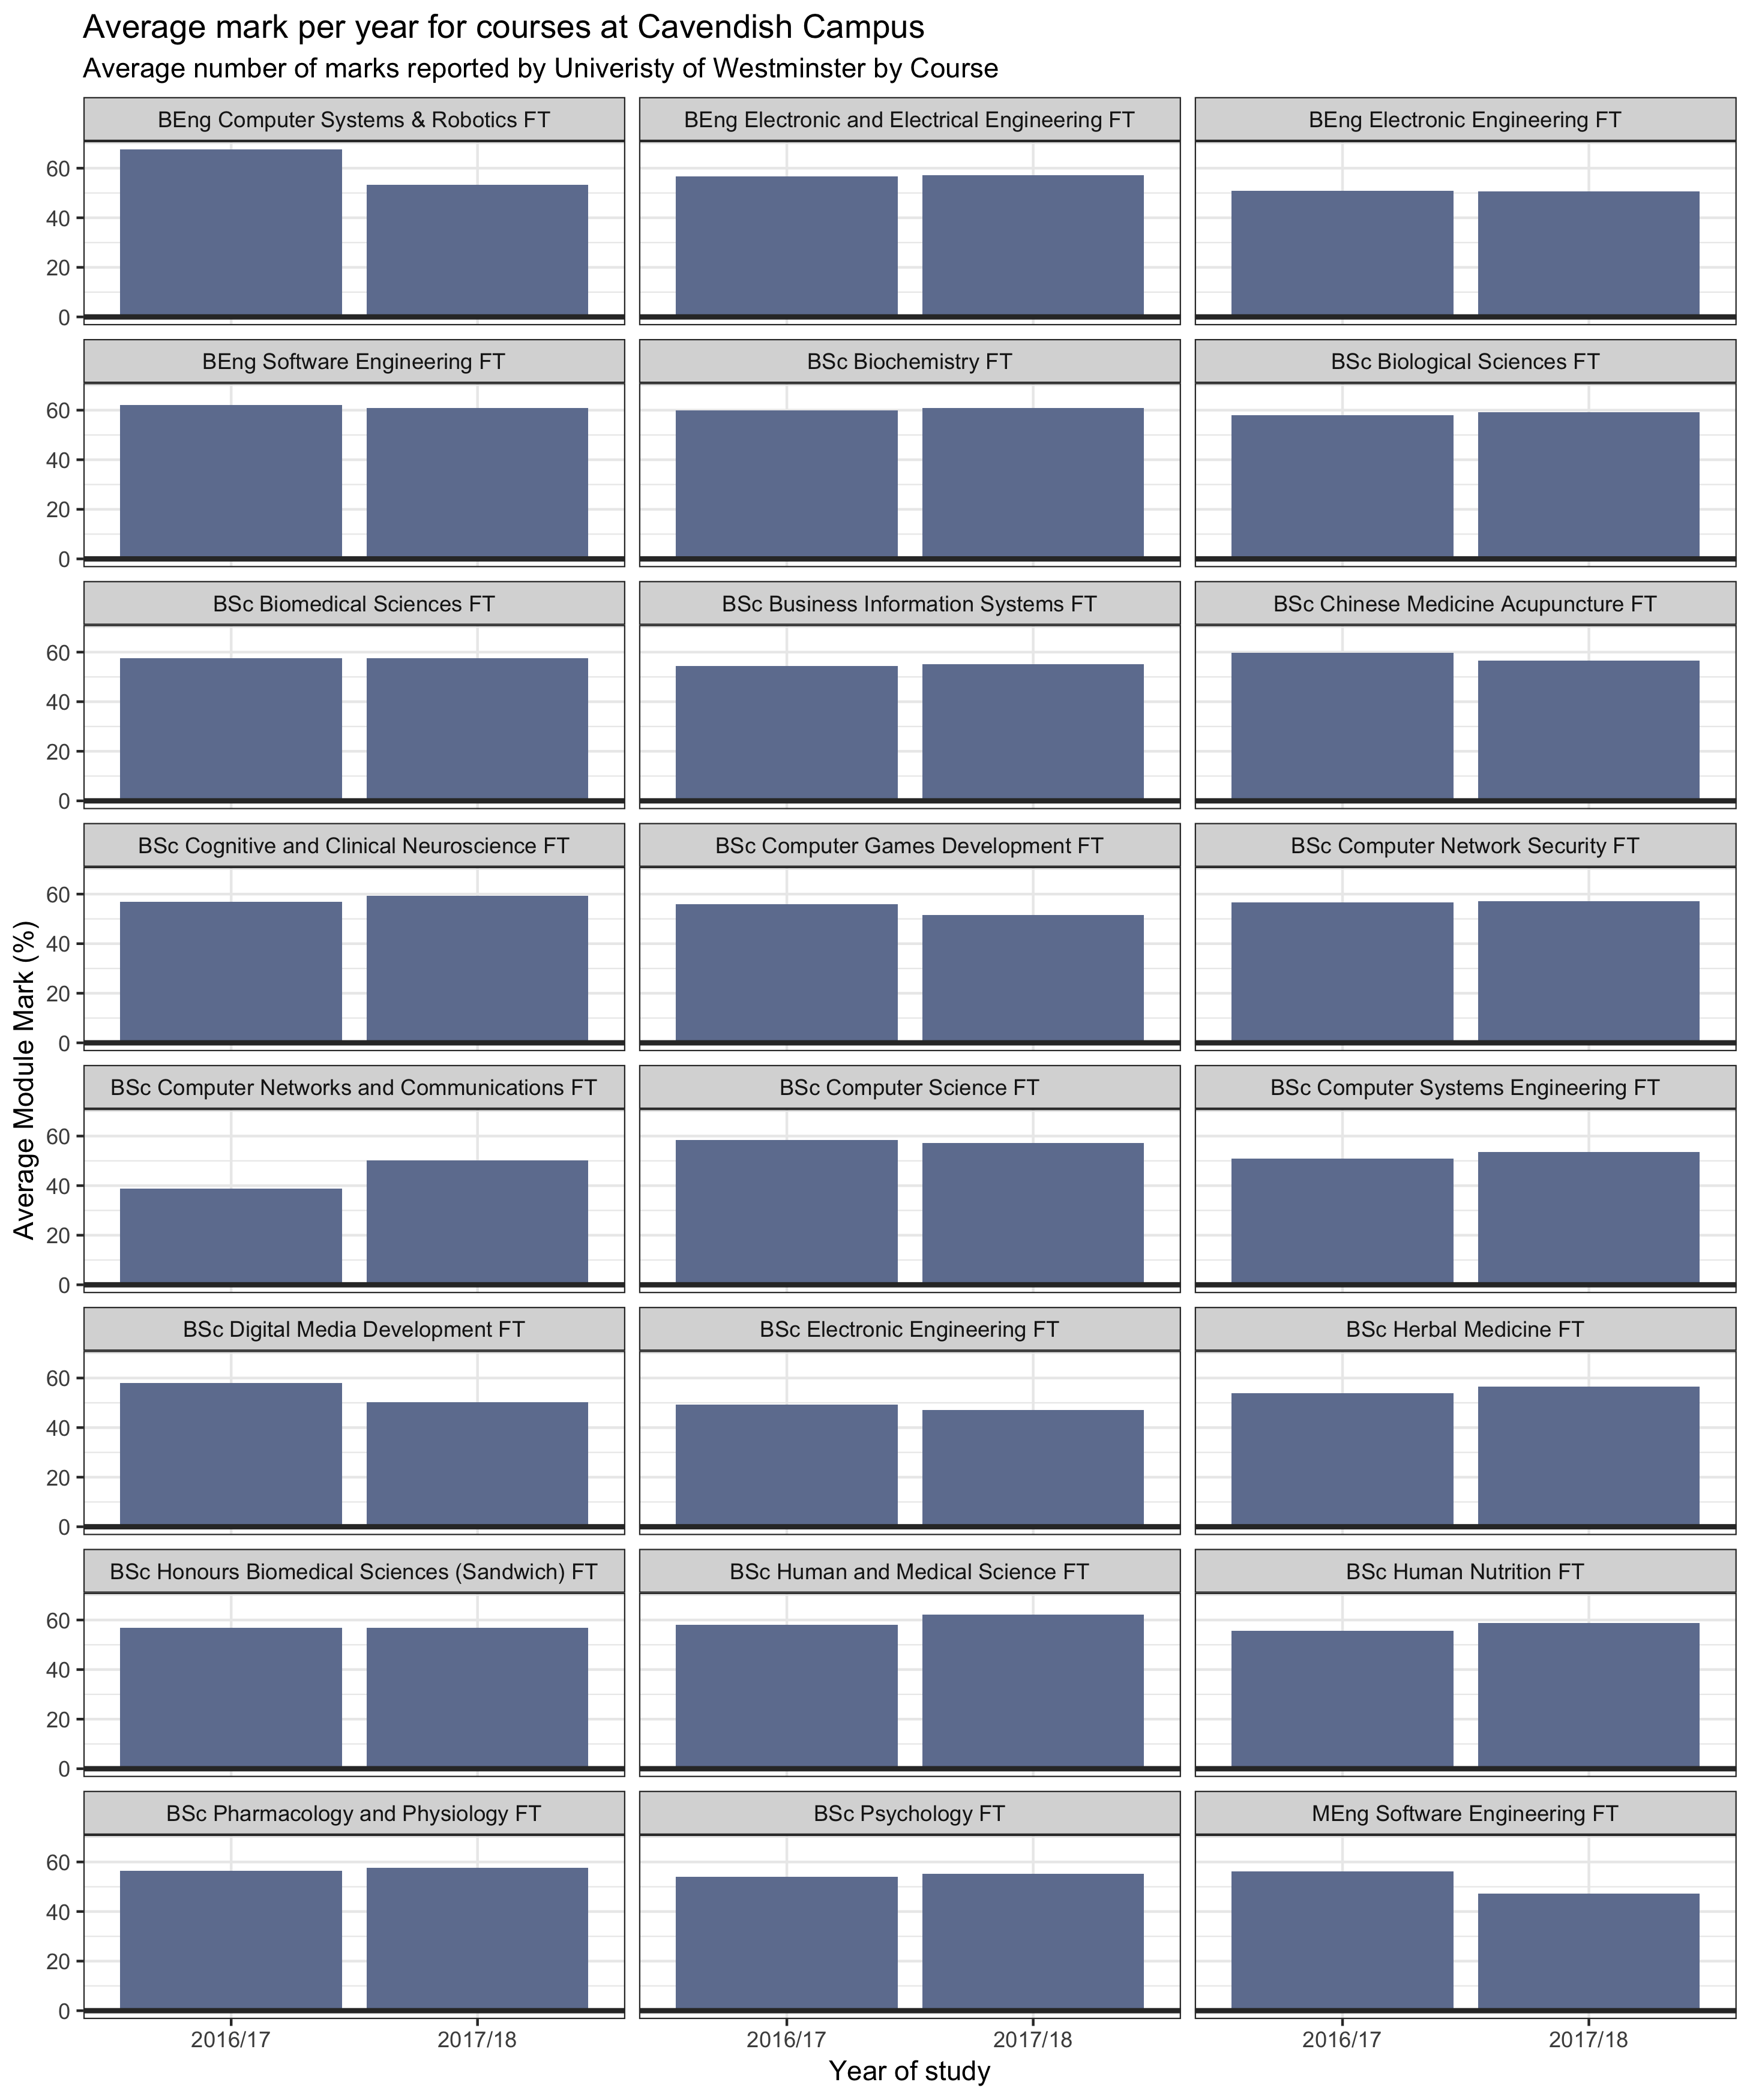 Average mark per year for courses at Cavendish Campus
Average number of marks reported by Univeristy of Westminster by Course
BEng Computer Systems & Robotics FT
BEng Electronic and Electrical Engineering FT
BEng Electronic Engineering FT
60
40
20
0
BEng Software Engineering FT
BSc Biochemistry FT
BSc Biological Sciences FT
60
40
20
0
BSc Biomedical Sciences FT
BSc Business Information Systems FT
BSc Chinese Medicine Acupuncture FT
60
40
20
0
BSc Cognitive and Clinical Neuroscience FT
BSc Computer Games Development FT
BSc Computer Network Security FT
60
40
20
0
Average Module Mark (%)
BSc Computer Networks and Communications FT
BSc Computer Science FT
BSc Computer Systems Engineering FT
60
40
20
0
BSc Digital Media Development FT
BSc Electronic Engineering FT
BSc Herbal Medicine FT
60
40
20
0
BSc Honours Biomedical Sciences (Sandwich) FT
BSc Human and Medical Science FT
BSc Human Nutrition FT
60
40
20
0
BSc Pharmacology and Physiology FT
BSc Psychology FT
MEng Software Engineering FT
60
40
20
0
2016/17
2017/18
2016/17
2017/18
2016/17
2017/18
Year of study